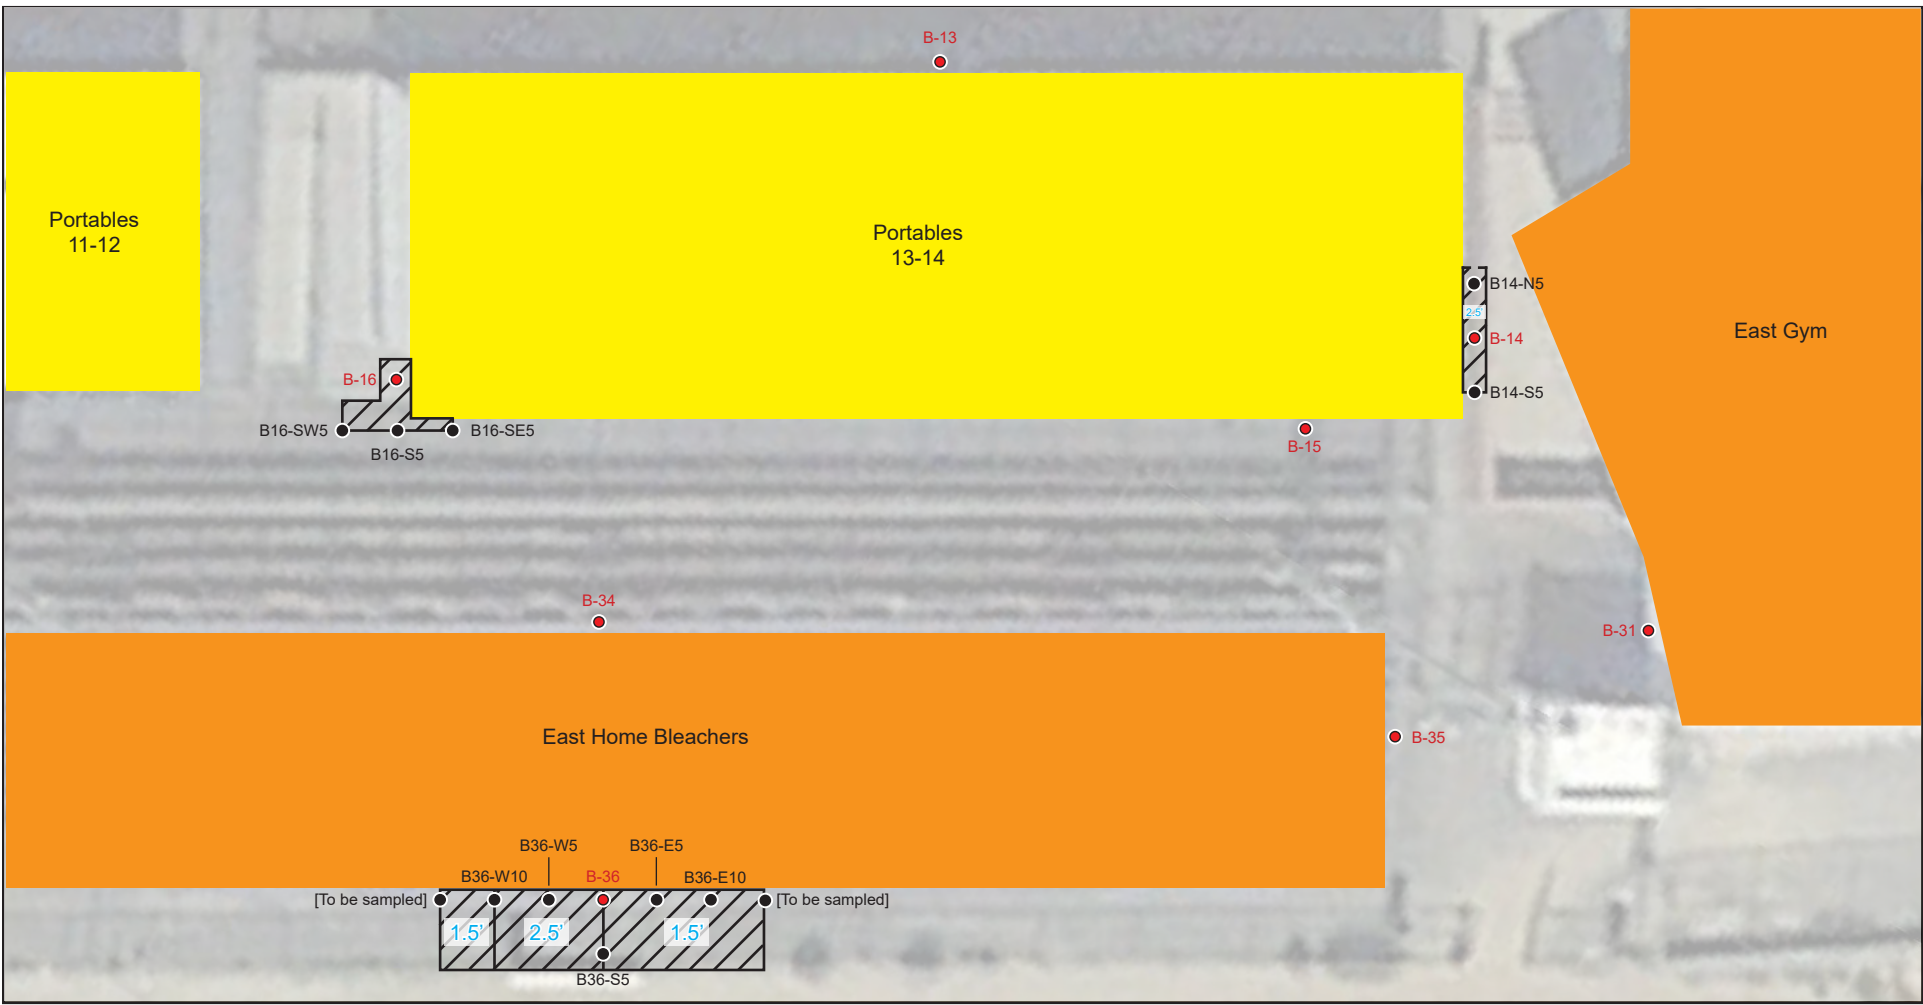 B-13
Portables
11-12
Portables
13-14
B14-N5
2.5'
B-14
East Gym
B-16
B14-S5
B16-SW5
B16-SE5
B16-S5
B-15
B-34
B-31
East Home Bleachers
B-35
B36-W5
B36-E5
B36-W10
B-36
B36-E10
[To be sampled]
[To be sampled]
1.5'
2.5'
1.5'
B36-S5